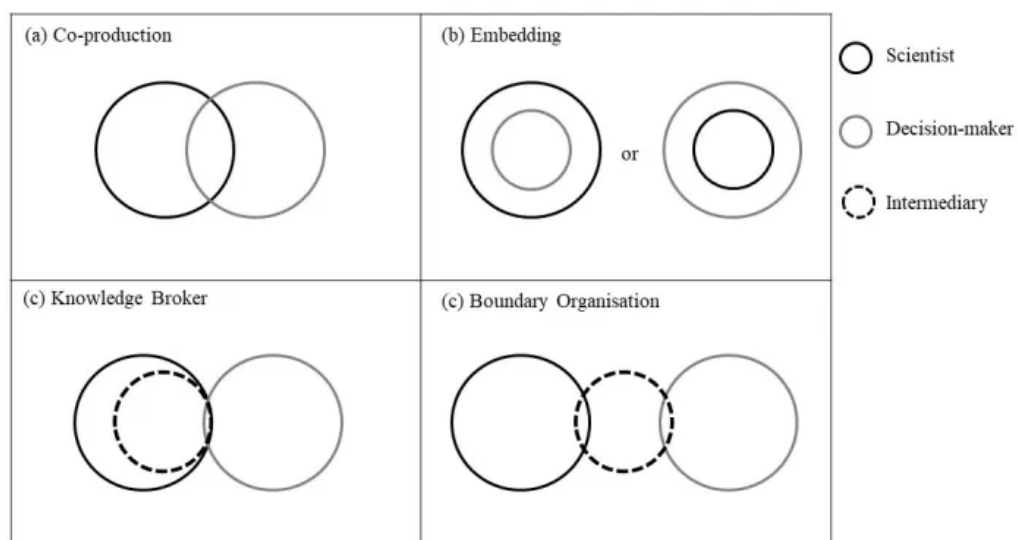 (a) Co-production
(b) Embedding
or
(c) Knowledge Broker
(c) Boundary Organisation
Scientist
Decision-maker
Intermediary